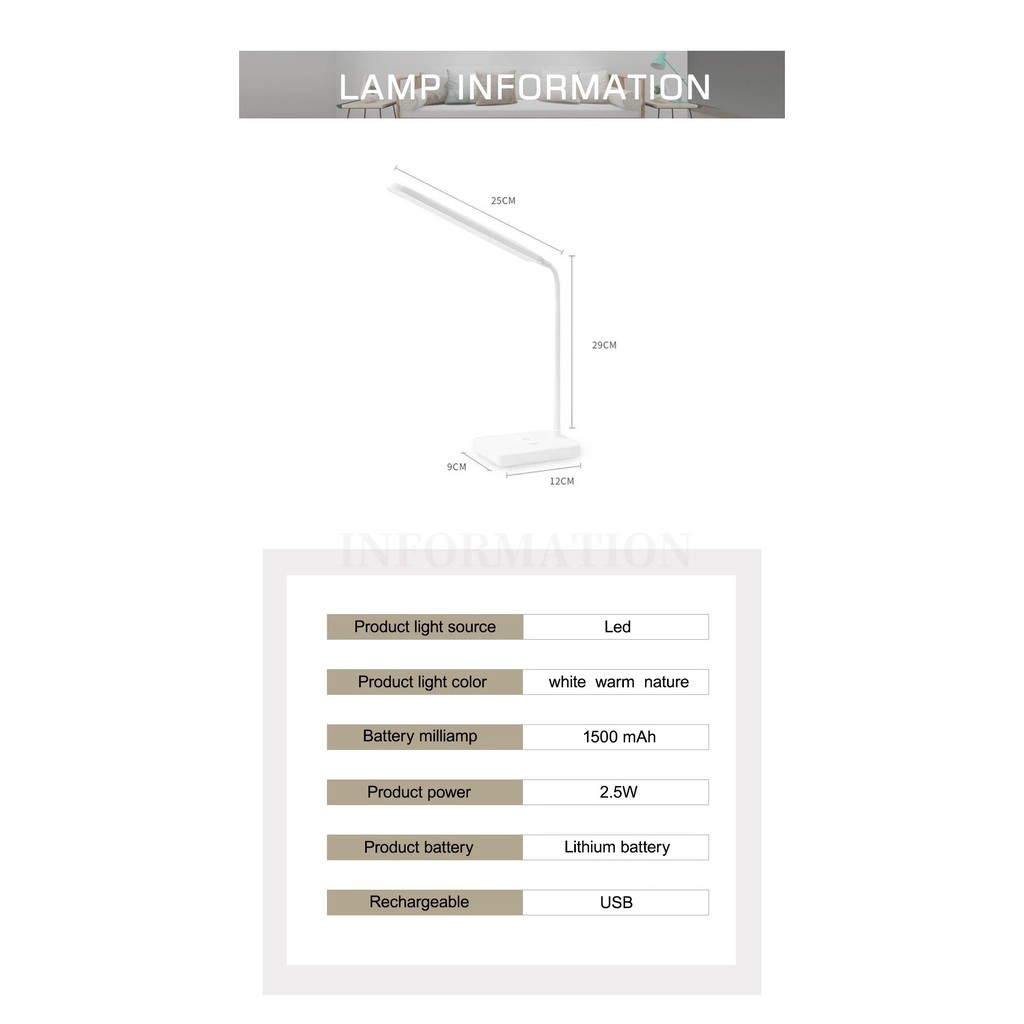 LAMP INFORMATION
25CM
29CM
9CM
12CM
INFORMATION
Product light source Led
Product light color white warm nature
Battery milliamp 1500 mAh
Product power 2.5W
Product battery Lithium battery
Rechargeable USB